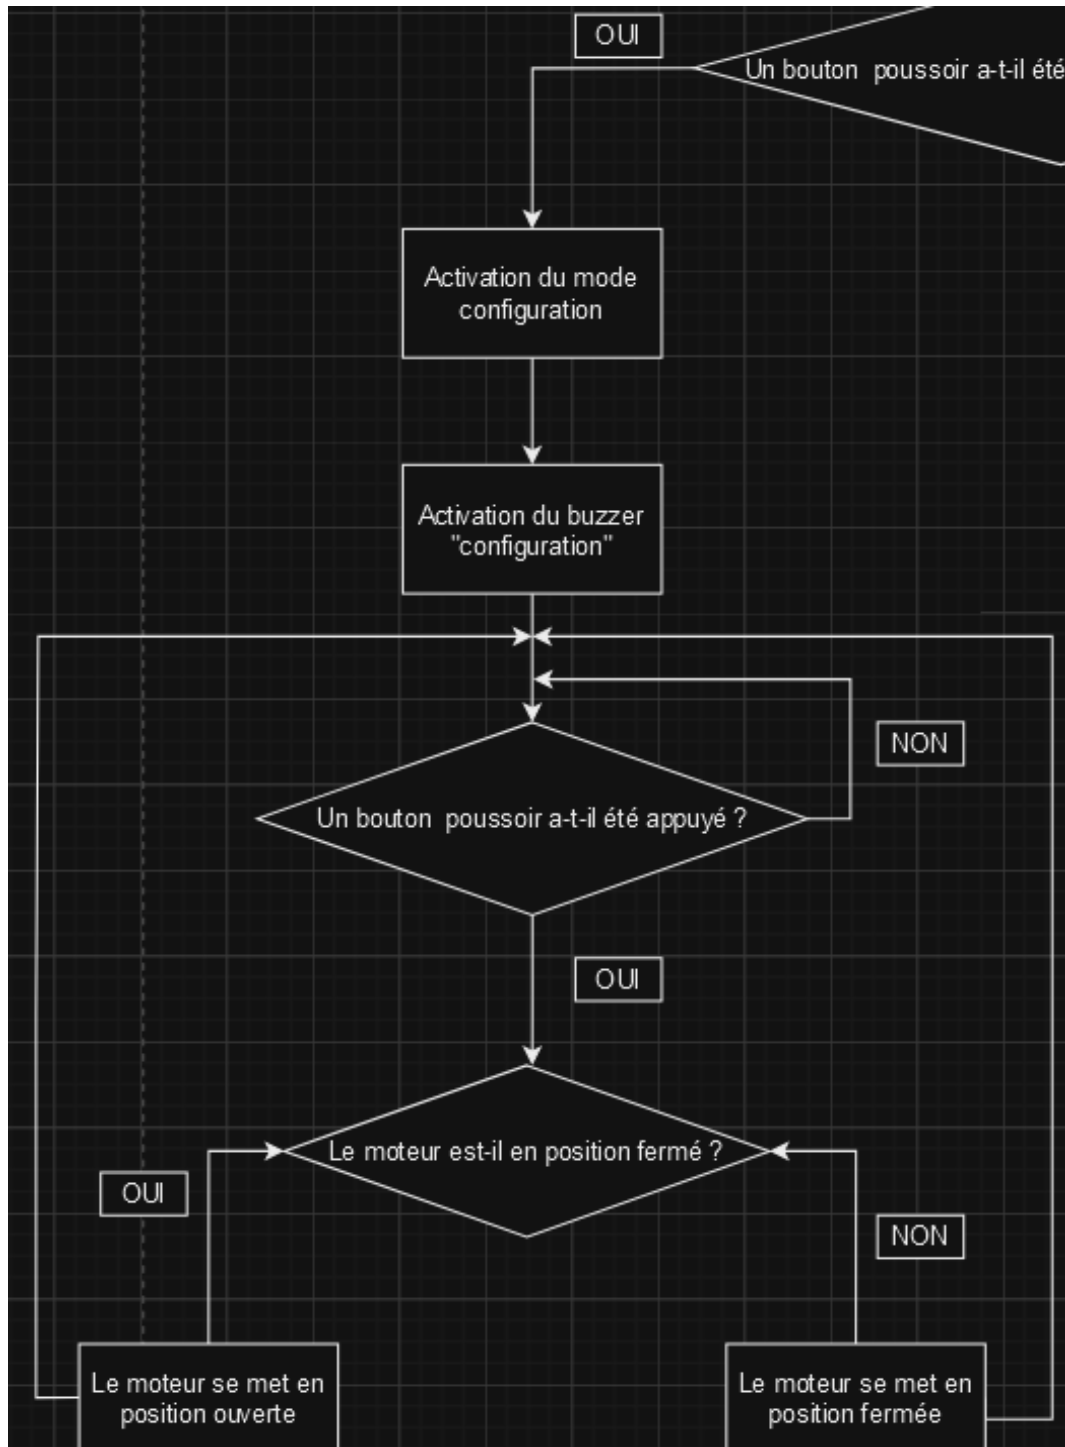 OUI
Un bouton poussoir a-t-il été
Activation du mode
configuration
Activation du buzzer
"configuration"
NON
Un bouton poussoir a-t-il été appuyé ?
OUI
Le moteur est-il en position fermé ?
OUI
NON
Le moteur se met en
position ouverte
Le moteur se met en
position fermée